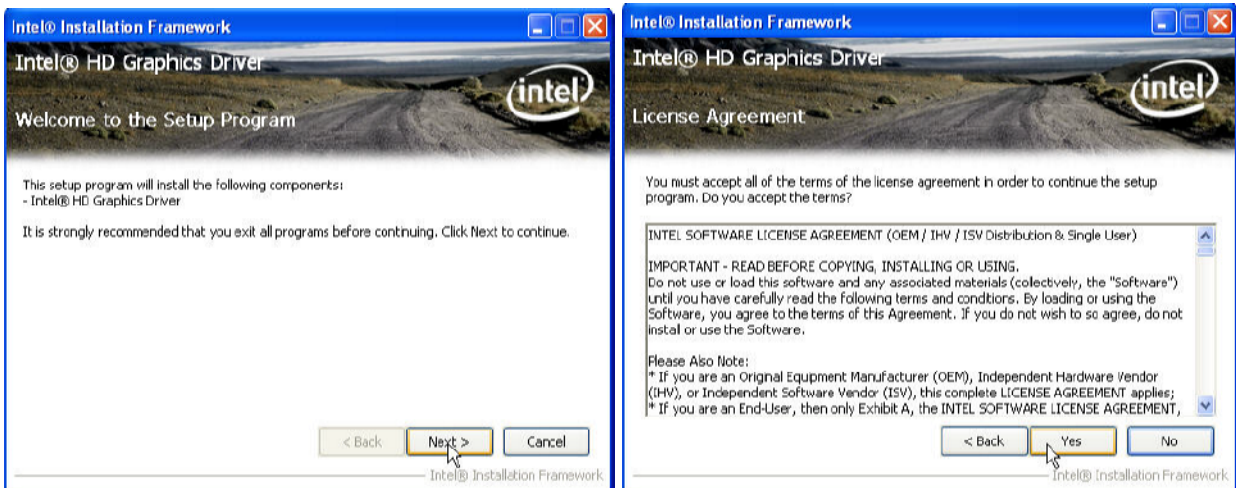 Intel® Installation Framework
Intel® HD Graphics Driver
intel
Welcome to the Setup Program
This setup program will install the following components:
- Intel® HD Graphics Driver
It is strongly recommended that you exit all programs before continuing. Click Next to continue.
< Back
Next >
Cancel
Intel® Installation Framework
Intel® Installation Framework
Intel® HD Graphics Driver
intel
License Agreement
You must accept all of the terms of the license agreement in order to continue the setup
program. Do you accept the terms?
INTEL SOFTWARE LICENSE AGREEMENT (OEM / IHV / ISV Distribution & Single User)
IMPORTANT - READ BEFORE COPYING, INSTALLING OR USING.
Do not use or load this software and any associated materials (colectively, the "Software")
until you have carefully read the following terms and conditions. By loading or using the
Software, you agree to the terms of this Agreement. If you do not wish to so agree, do not
instal or use the Software.
Please Also Note:
* If you are an Original Equipment Manufacturer (OEM), Independent Hardware Vendor
(IHV), or Independent Software Vendor (ISV), this complete LICENSE AGREEMENT applies;
* If you are an End-User, then only Exhibit A, the INTEL SOFTWARE LICENSE AGREEMENT,
< Back
Yes
No
Intel® Installation Framework